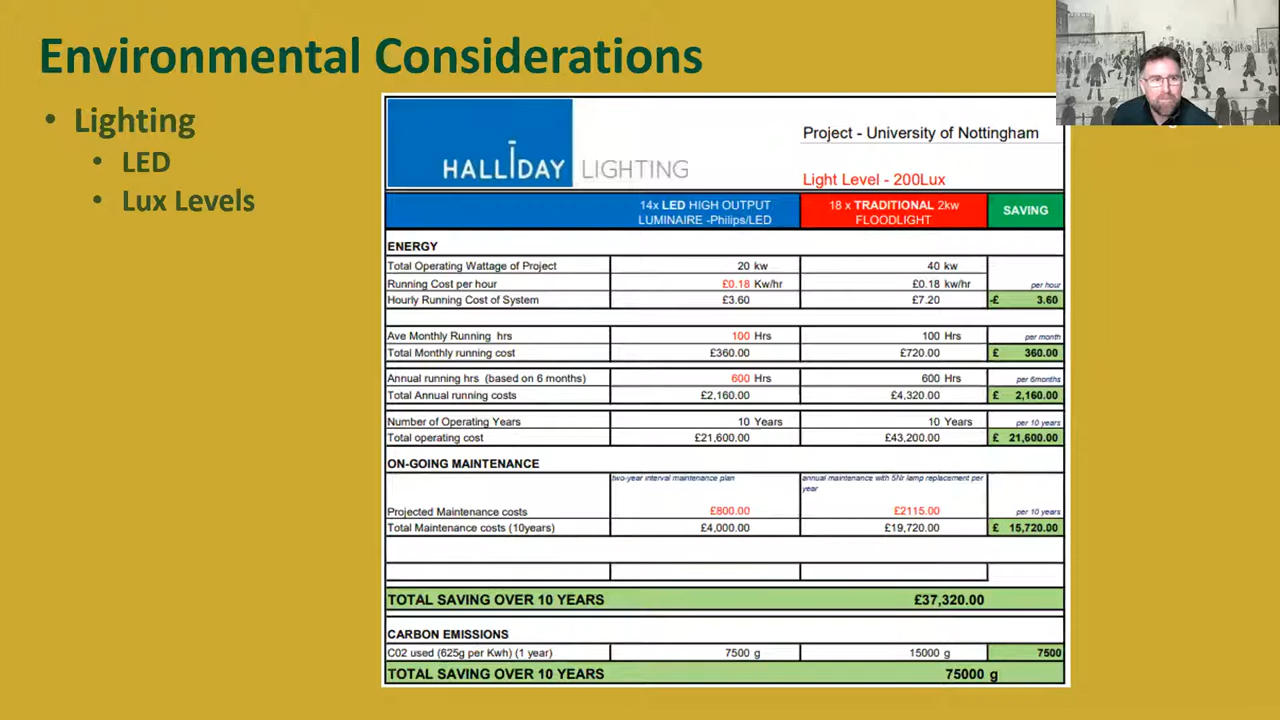 Environmental Considerations
• Lighting
• LED
• Lux Levels
HALLIDAY LIGHTING
Project - University of Nottingham
Light Level - 200Lux
14x LED HIGH OUTPUT LUMINAIRE -Philips/LED
18 x TRADITIONAL 2kw FLOODLIGHT
SAVING
ENERGY
Total Operating Wattage of Project 20 kw 40 kw
Running Cost per hour £0.18 Kw/hr £0.18 kw/hr per hour
Hourly Running Cost of System £3.60 £7.20 -£ 3.60
Ave Monthly Running hrs 100 Hrs 100 Hrs per month
Total Monthly running cost £360.00 £720.00 £ 360.00
Annual running hrs (based on 6 months) 600 Hrs 600 Hrs per 6months
Total Annual running costs £2,160.00 £4,320.00 £ 2,160.00
Number of Operating Years 10 Years 10 Years per 10 years
Total operating cost £21,600.00 £43,200.00 £ 21,600.00
ON-GOING MAINTENANCE
two-year interval maintenance plan
annual maintenance with 5Nr lamp replacement per year
Projected Maintenance costs £800.00 £2115.00 per 10 years
Total Maintenance costs (10years) £4,000.00 £19,720.00 £ 15,720.00
TOTAL SAVING OVER 10 YEARS £37,320.00
CARBON EMISSIONS
C02 used (625g per Kwh) (1 year) 7500 g 15000 g 7500
TOTAL SAVING OVER 10 YEARS 75000 g